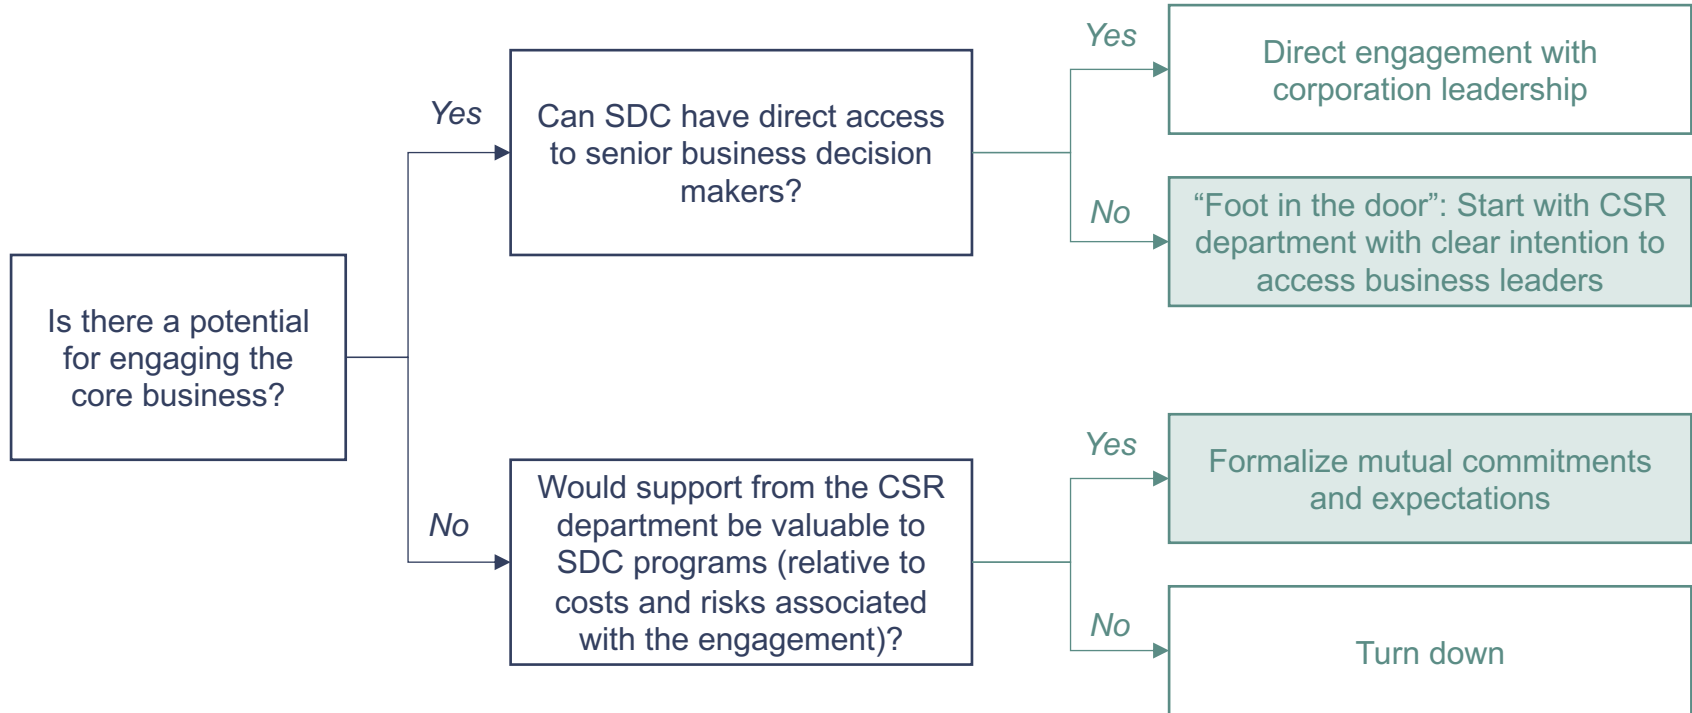 Is there a potential
for engaging the
core business?
Yes
Can SDC have direct access
to senior business decision
makers?
Yes
Direct engagement with
corporation leadership
No
“Foot in the door”: Start with CSR
department with clear intention to
access business leaders
No
Would support from the CSR
department be valuable to
SDC programs (relative to
costs and risks associated
with the engagement)?
Yes
Formalize mutual commitments
and expectations
No
Turn down